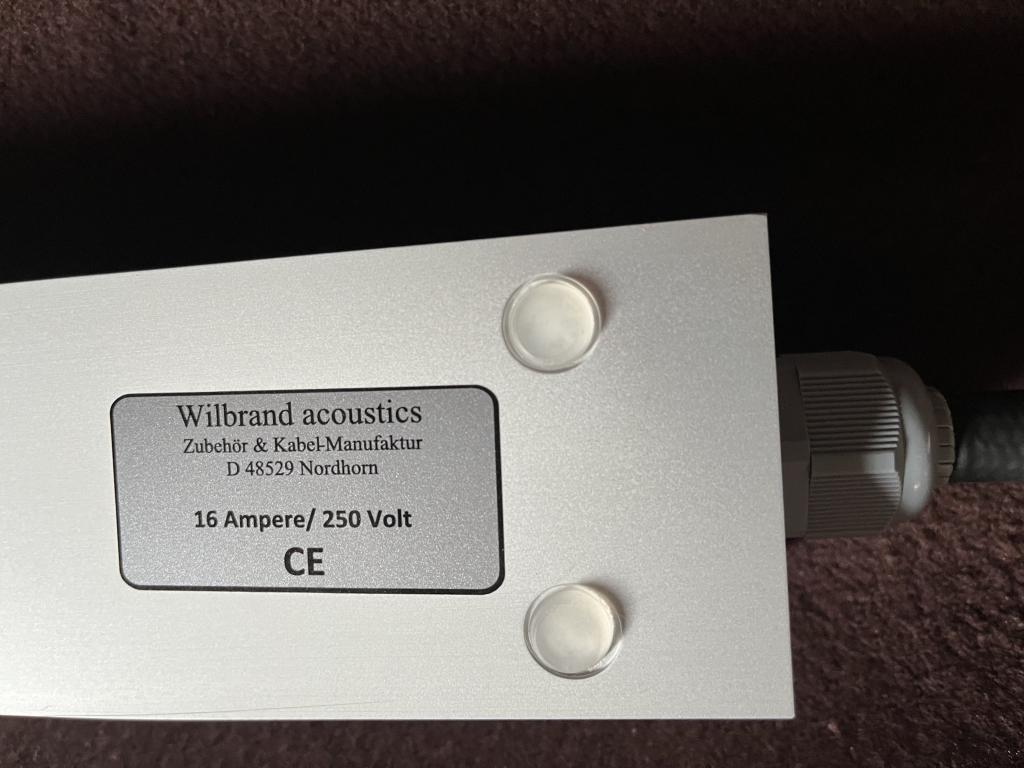 Wilbrand acoustics
Zubehör & Kabel-Manufaktur
D 48529 Nordhorn
16 Ampere/ 250 Volt
CE